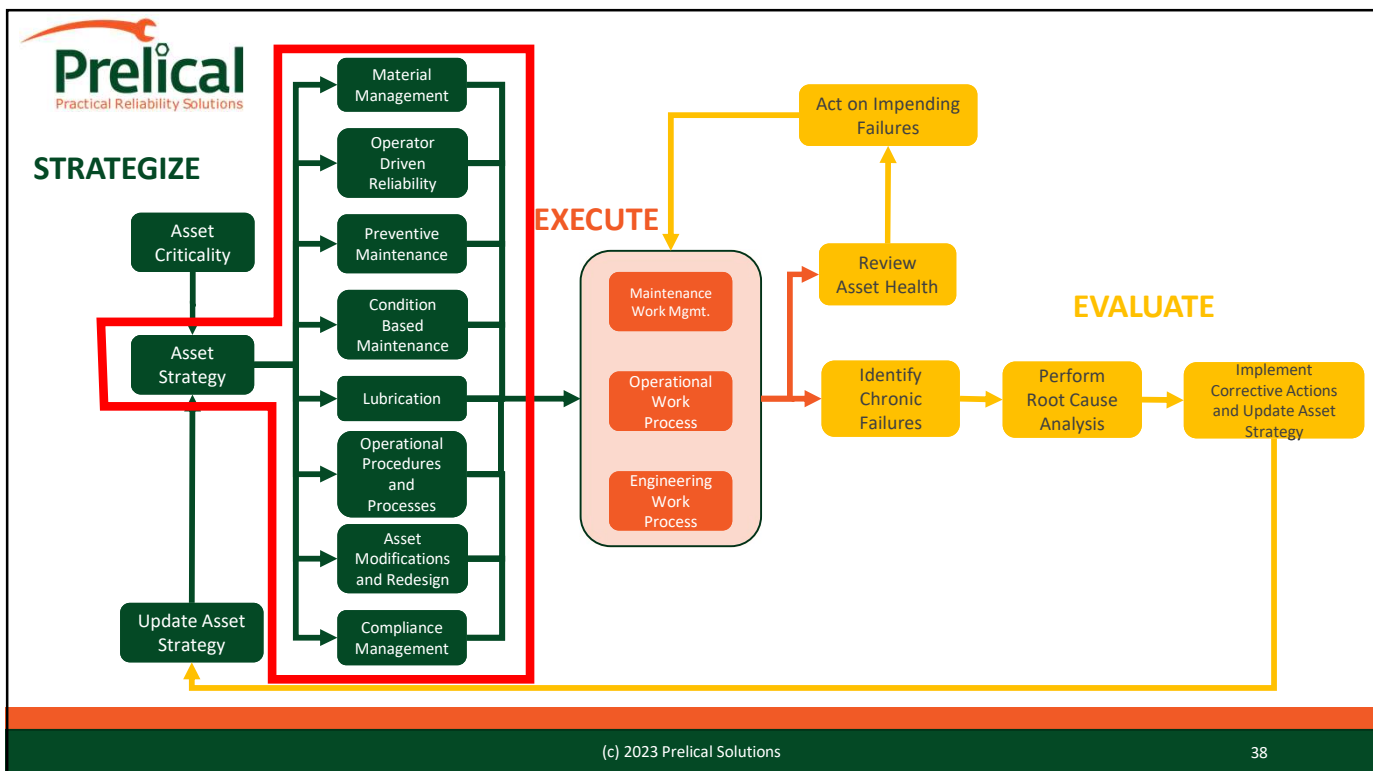 Prelical
Practical Reliability Solutions
STRATEGIZE
Asset
Criticality
Asset
Strategy
Update Asset
Strategy
Material
Management
Operator
Driven
Reliability
Preventive
Maintenance
Condition
Based
Maintenance
Lubrication
Operational
Procedures
and
Processes
Asset
Modifications
and Redesign
Compliance
Management
EXECUTE
Maintenance
Work Mgmt.
Operational
Work
Process
Engineering
Work
Process
Act on Impending
Failures
Review
Asset Health
EVALUATE
Identify
Chronic
Failures
Perform
Root Cause
Analysis
Implement
Corrective Actions
and Update Asset
Strategy
(c) 2023 Prelical Solutions
38